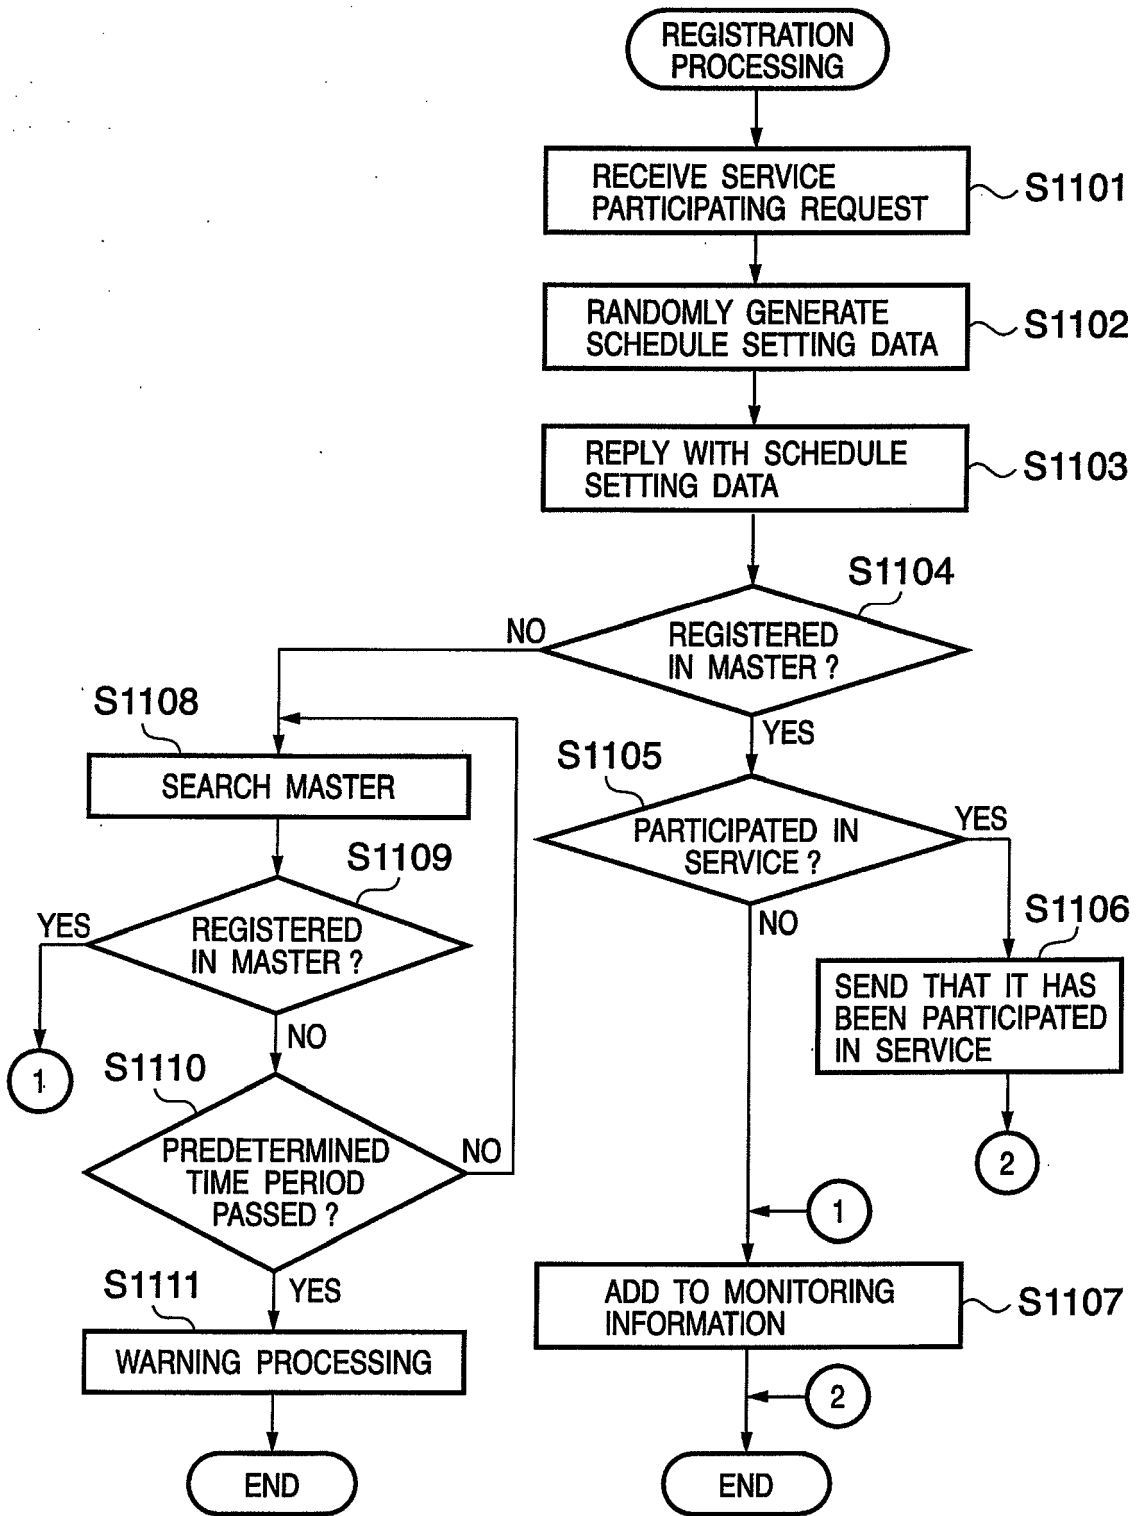 REGISTRATION
PROCESSING
RECEIVE SERVICE
PARTICIPATING REQUEST
S1101
RANDOMLY GENERATE
SCHEDULE SETTING DATA
S1102
REPLY WITH SCHEDULE
SETTING DATA
S1103
S1104
NO
REGISTERED
IN MASTER ?
YES
S1108
SEARCH MASTER
S1105
PARTICIPATED IN
SERVICE ?
YES
NO
S1109
YES
REGISTERED
IN MASTER ?
NO
1
S1106
SEND THAT IT HAS
BEEN PARTICIPATED
IN SERVICE
2
S1110
PREDETERMINED
TIME PERIOD
PASSED ?
NO
YES
1
ADD TO MONITORING
INFORMATION
S1107
S1111
WARNING PROCESSING
2
END
END